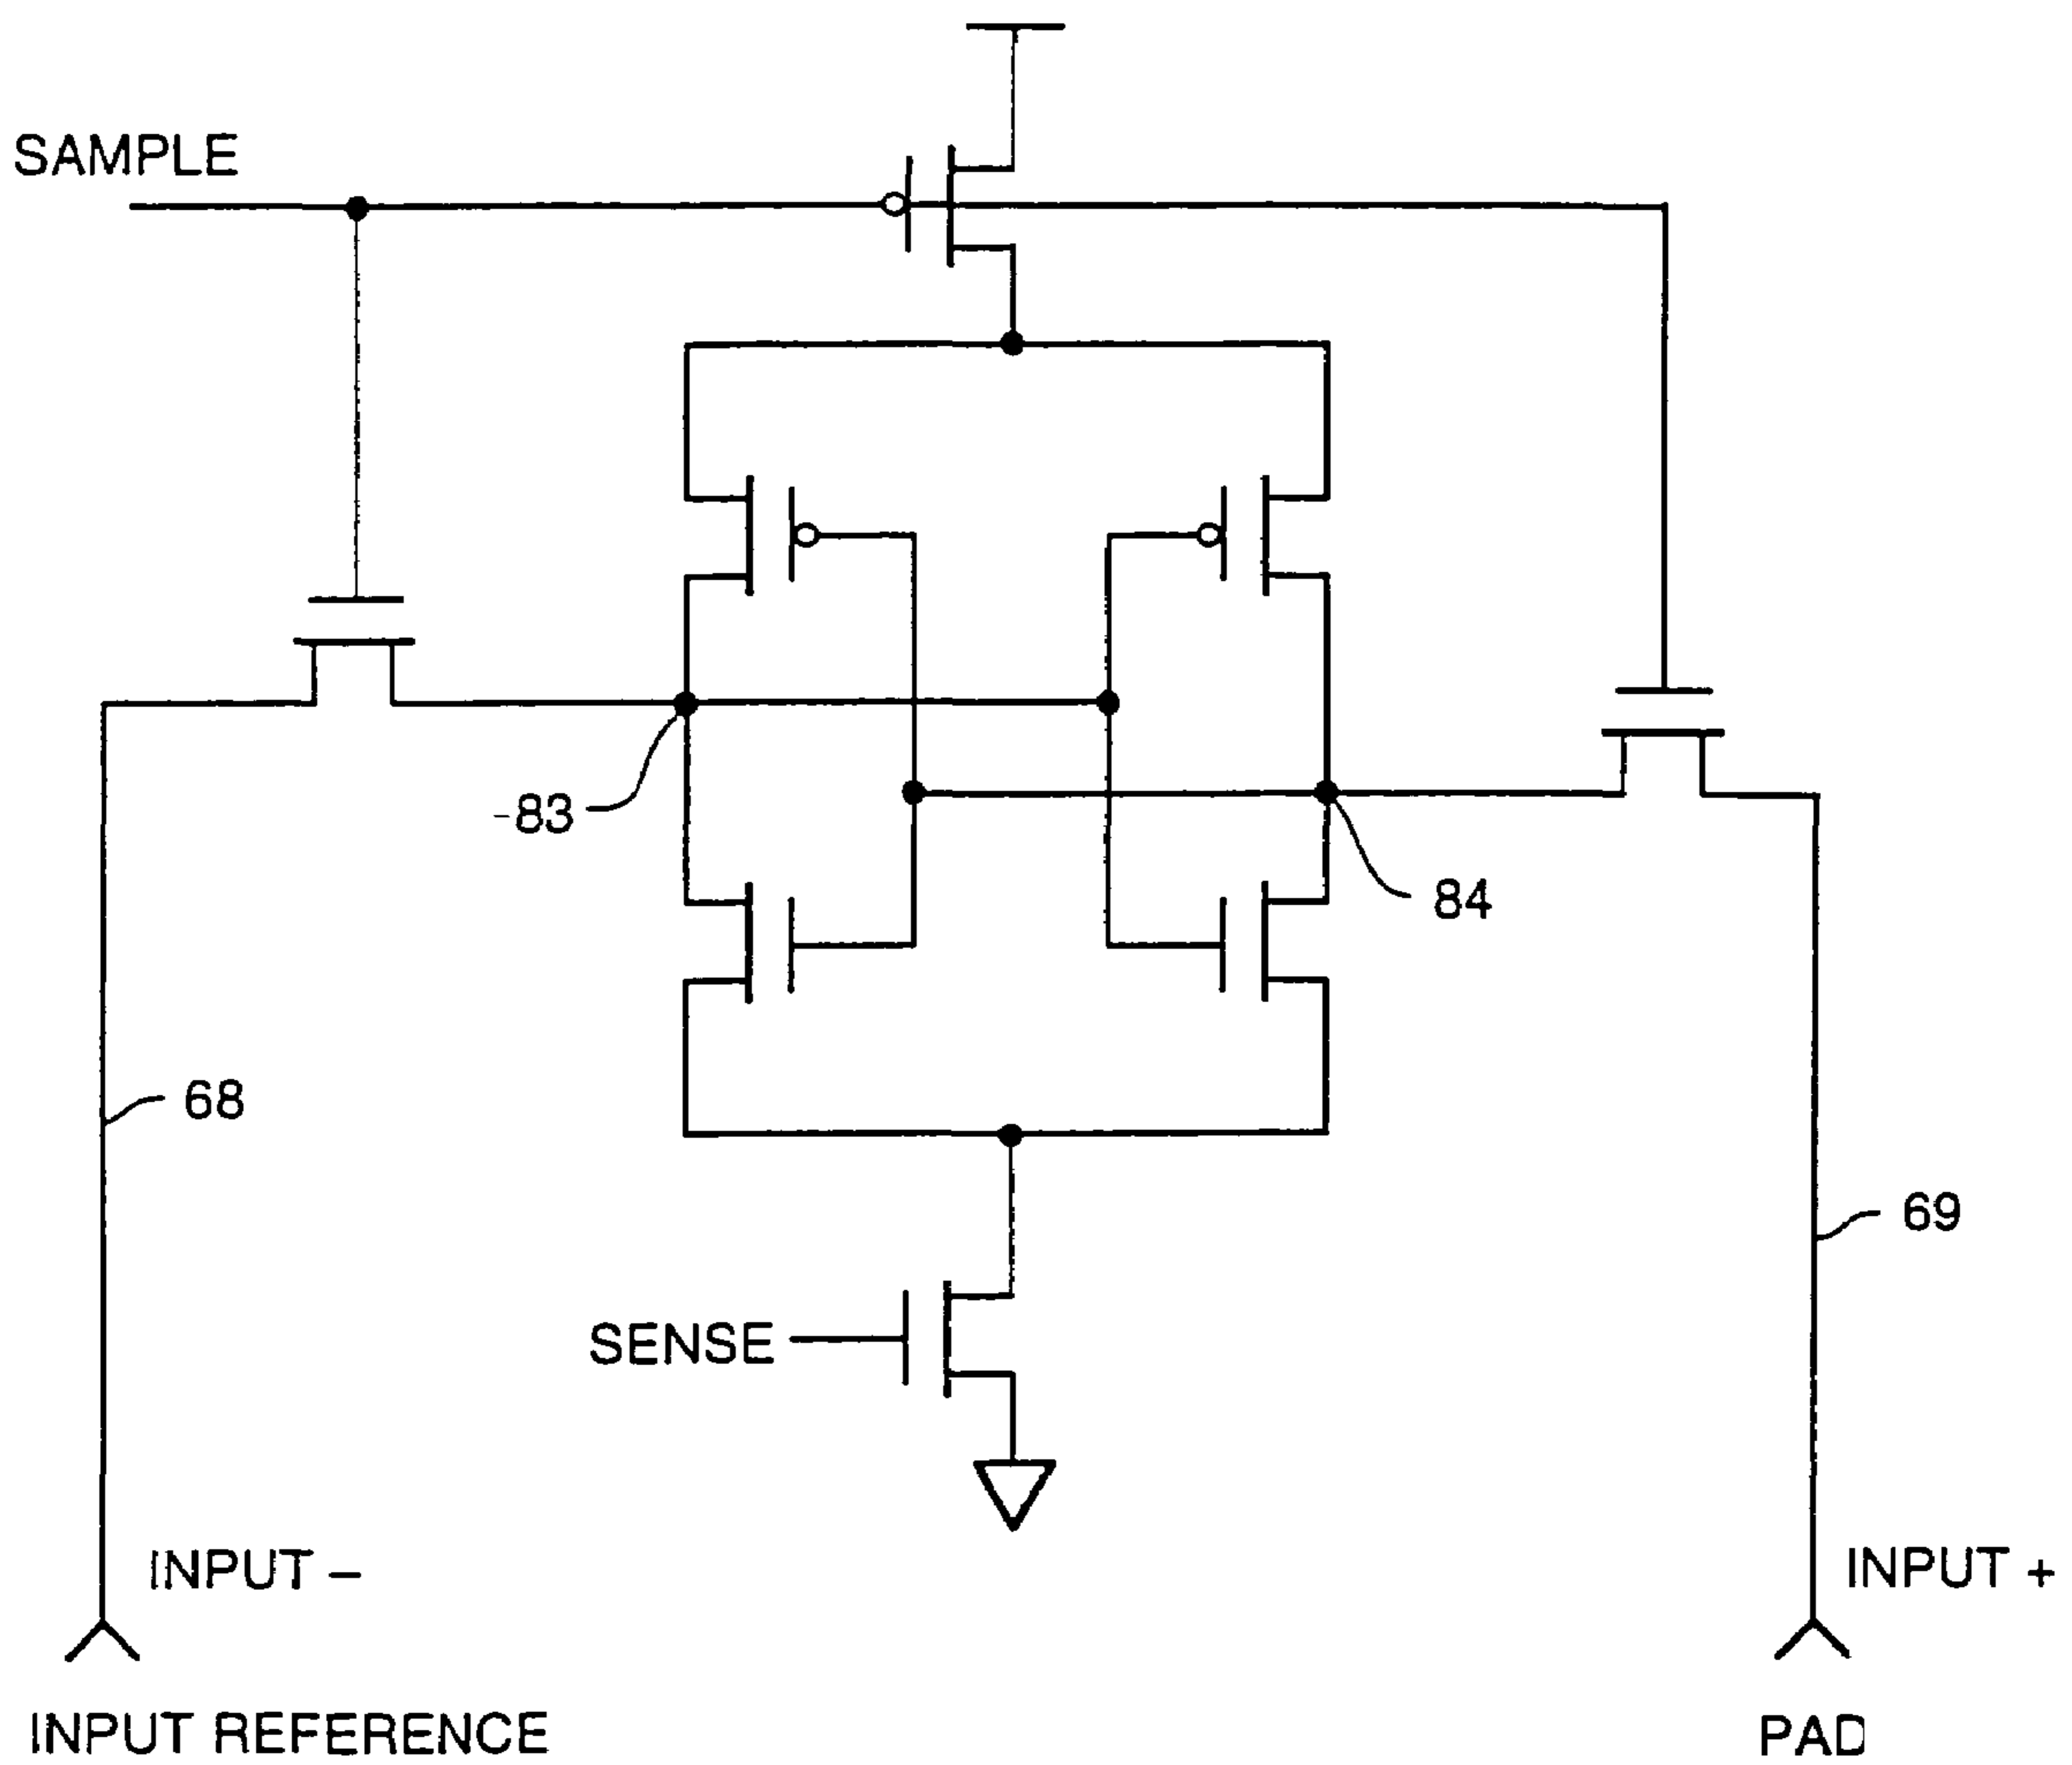 SAMPLE
-83
84
68
69
SENSE
INPUT –
INPUT +
INPUT REFERENCE
PAD